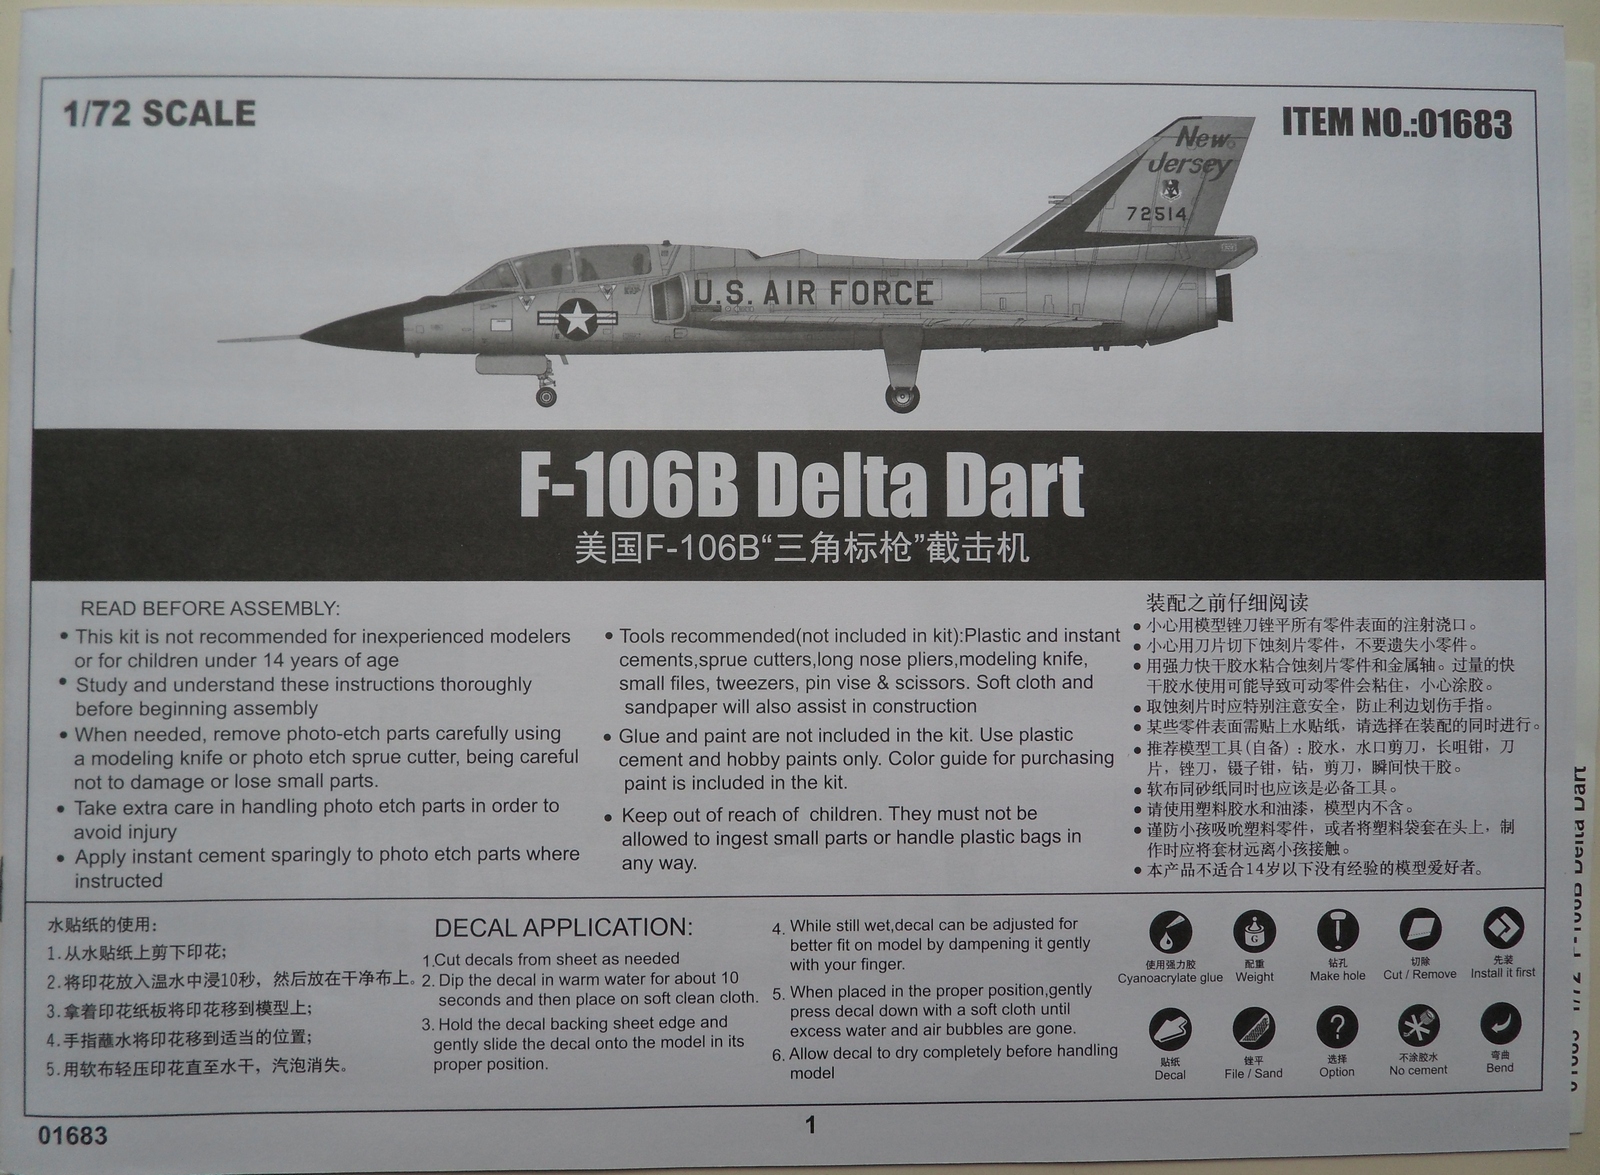 1/72 SCALE
ITEM NO.:01683
New
Jersey
72514
U.S. AIR FORCE
F-106B Delta Dart
美国F-106B“三角标枪”截击机
READ BEFORE ASSEMBLY:
• This kit is not recommended for inexperienced modelers
or for children under 14 years of age
• Study and understand these instructions thoroughly
before beginning assembly
• When needed, remove photo-etch parts carefully using
a modeling knife or photo etch sprue cutter, being careful
not to damage or lose small parts.
• Take extra care in handling photo etch parts in order to
avoid injury
• Apply instant cement sparingly to photo etch parts where
instructed
• Tools recommended(not included in kit):Plastic and instant
cements,sprue cutters,long nose pliers,modeling knife,
small files, tweezers, pin vise & scissors. Soft cloth and
sandpaper will also assist in construction
• Glue and paint are not included in the kit. Use plastic
cement and hobby paints only. Color guide for purchasing
paint is included in the kit.
• Keep out of reach of children. They must not be
allowed to ingest small parts or handle plastic bags in
any way.
装配之前仔细阅读
• 小心用模型锉刀锉平所有零件表面的注射浇口。
• 小心用刀片切下蚀刻片零件，不要遗失小零件。
• 用强力快干胶水粘合蚀刻片零件和金属轴。过量的快
干胶水使用可能导致可动零件会粘住，小心涂胶。
• 取蚀刻片时应特别注意安全，防止利边划伤手指。
• 某些零件表面需贴上水贴纸，请选择在装配的同时进行。
• 推荐模型工具(自备)：胶水，水口剪刀，长咀钳，刀
片，锉刀，镊子钳，钻，剪刀，瞬间快干胶。
• 软布同砂纸同时也应该是必备工具。
• 请使用塑料胶水和油漆，模型内不含。
• 谨防小孩吸吮塑料零件，或者将塑料袋套在头上，制
作时应将套材远离小孩接触。
• 本产品不适合14岁以下没有经验的模型爱好者。
水贴纸的使用:
1.从水贴纸上剪下印花;
2.将印花放入温水中浸10秒，然后放在干净布上。
3.拿着印花纸板将印花移到模型上;
4.手指蘸水将印花移到适当的位置;
5.用软布轻压印花直至水干，汽泡消失。
DECAL APPLICATION:
1.Cut decals from sheet as needed
2. Dip the decal in warm water for about 10
seconds and then place on soft clean cloth.
3. Hold the decal backing sheet edge and
gently slide the decal onto the model in its
proper position.
4. While still wet,decal can be adjusted for
better fit on model by dampening it gently
with your finger.
5. When placed in the proper position,gently
press decal down with a soft cloth until
excess water and air bubbles are gone.
6. Allow decal to dry completely before handling
model
G
使用强力胶
Cyanoacrylate glue
配重
Weight
钻孔
Make hole
切除
Cut / Remove
先装
Install it first
?
贴纸
Decal
锉平
File / Sand
选择
Option
不涂胶水
No cement
弯曲
Bend
01683
1
01683 1/72 F-106B Delta Dart